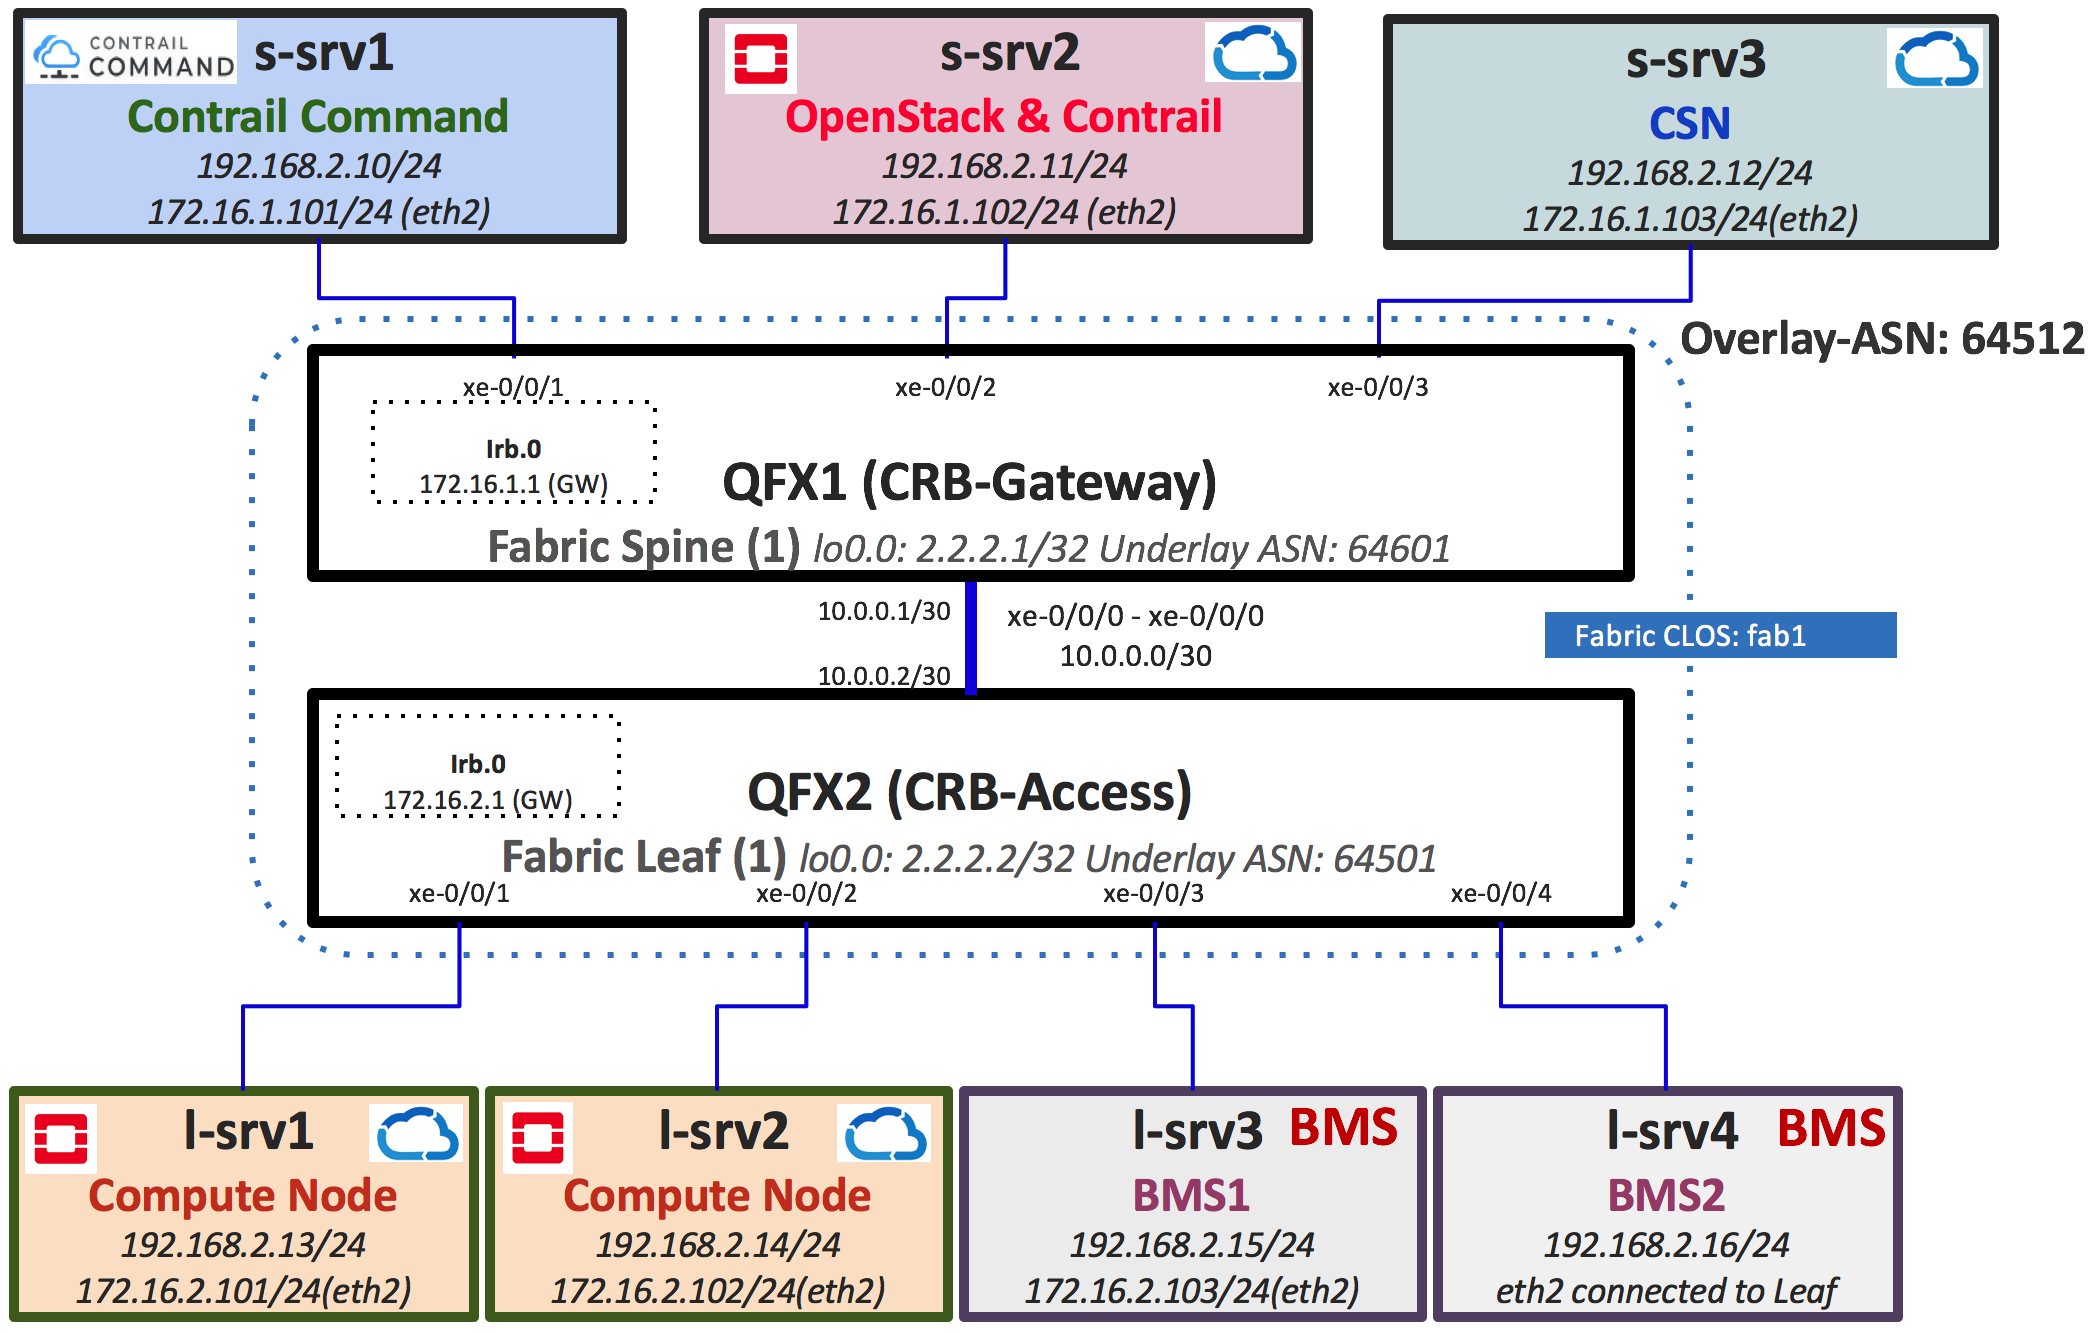 CONTRAIL
COMMAND
s-srv1
Contrail Command
192.168.2.10/24
172.16.1.101/24 (eth2)
s-srv2
OpenStack & Contrail
192.168.2.11/24
172.16.1.102/24 (eth2)
s-srv3
CSN
192.168.2.12/24
172.16.1.103/24(eth2)
Overlay-ASN: 64512
xe-0/0/1
xe-0/0/2
xe-0/0/3
Irb.0
172.16.1.1 (GW)
QFX1 (CRB-Gateway)
Fabric Spine (1) lo0.0: 2.2.2.1/32 Underlay ASN: 64601
10.0.0.1/30
xe-0/0/0 - xe-0/0/0
10.0.0.0/30
10.0.0.2/30
Fabric CLOS: fab1
Irb.0
172.16.2.1 (GW)
QFX2 (CRB-Access)
Fabric Leaf (1) lo0.0: 2.2.2.2/32 Underlay ASN: 64501
xe-0/0/1
xe-0/0/2
xe-0/0/3
xe-0/0/4
l-srv1
Compute Node
192.168.2.13/24
172.16.2.101/24(eth2)
l-srv2
Compute Node
192.168.2.14/24
172.16.2.102/24(eth2)
l-srv3 BMS
BMS1
192.168.2.15/24
172.16.2.103/24(eth2)
l-srv4 BMS
BMS2
192.168.2.16/24
eth2 connected to Leaf